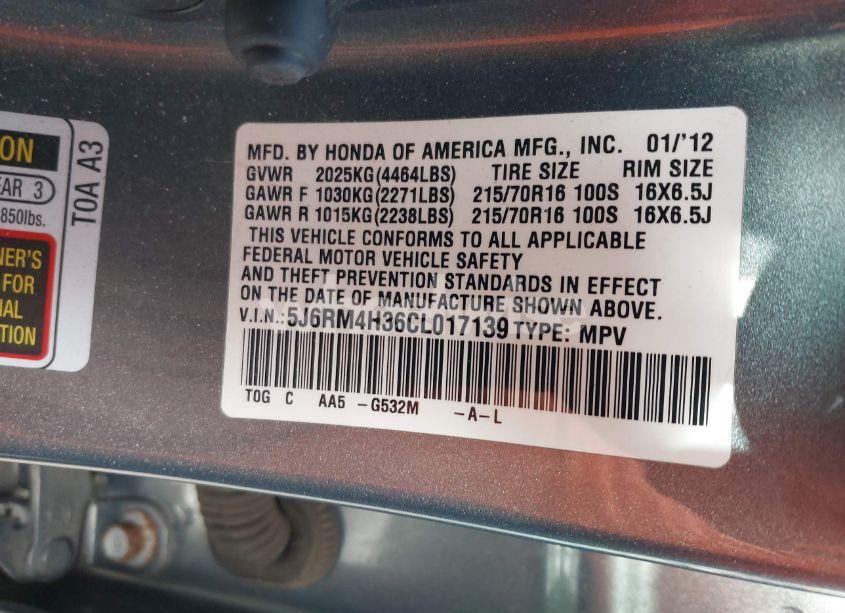 ON
EAR 3
850lbs.
NER'S
FOR
IAL
TION
TOA A3
MFD. BY HONDA OF AMERICA MFG., INC. 01/'12
GVWR 2025KG(4464LBS) TIRE SIZE RIM SIZE
GAWR F 1030KG(2271LBS) 215/70R16 100S 16X6.5J
GAWR R 1015KG(2238LBS) 215/70R16 100S 16X6.5J
THIS VEHICLE CONFORMS TO ALL APPLICABLE
FEDERAL MOTOR VEHICLE SAFETY
AND THEFT PREVENTION STANDARDS IN EFFECT
ON THE DATE OF MANUFACTURE SHOWN ABOVE.
V.I.N.: 5J6RM4H36CL017139 TYPE: MPV
TOG C AA5 -G532M -A-L